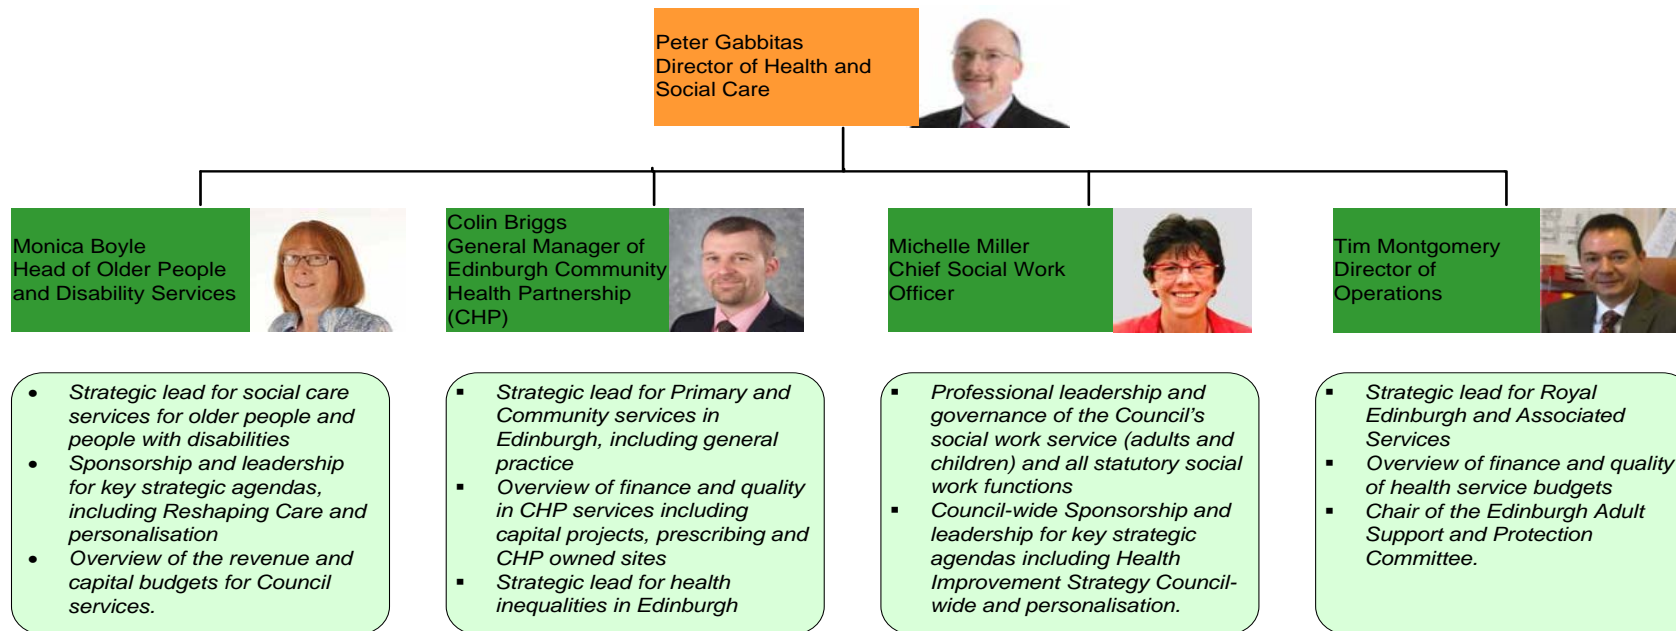 Peter Gabbitas
Director of Health and
Social Care
Monica Boyle
Head of Older People
and Disability Services
Colin Briggs
General Manager of
Edinburgh Community
Health Partnership
(CHP)
Michelle Miller
Chief Social Work
Officer
Tim Montgomery
Director of
Operations
• Strategic lead for social care
services for older people and
people with disabilities
• Sponsorship and leadership
for key strategic agendas,
including Reshaping Care and
personalisation
• Overview of the revenue and
capital budgets for Council
services.
▪ Strategic lead for Primary and
Community services in
Edinburgh, including general
practice
▪ Overview of finance and quality
in CHP services including
capital projects, prescribing and
CHP owned sites
▪ Strategic lead for health
inequalities in Edinburgh
▪ Professional leadership and
governance of the Council’s
social work service (adults and
children) and all statutory social
work functions
▪ Council-wide Sponsorship and
leadership for key strategic
agendas including Health
Improvement Strategy Council-
wide and personalisation.
▪ Strategic lead for Royal
Edinburgh and Associated
Services
▪ Overview of finance and quality
of health service budgets
▪ Chair of the Edinburgh Adult
Support and Protection
Committee.